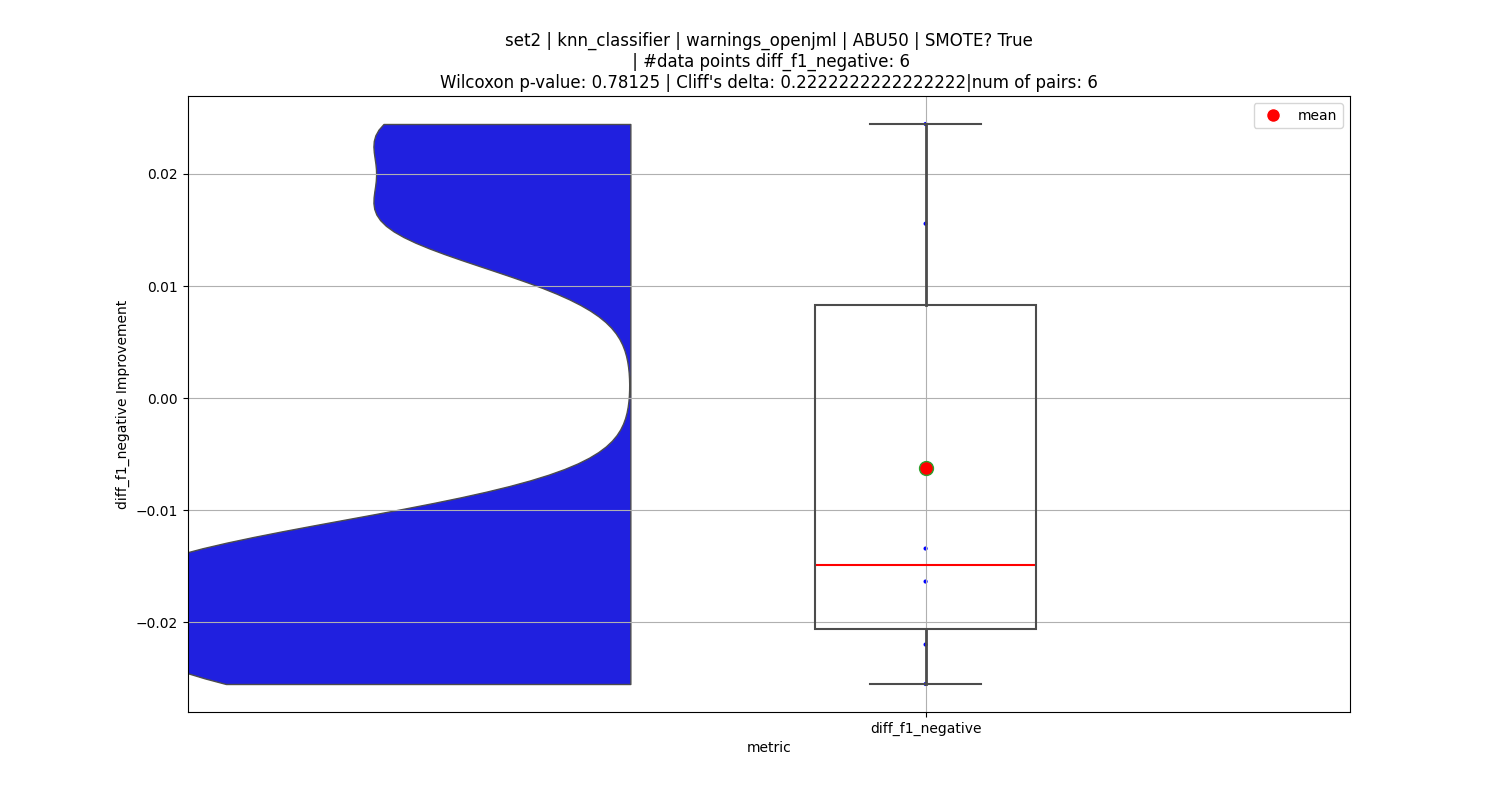 set2 | knn_classifier | warnings_openjml | ABU50 | SMOTE? True
| #data points diff_f1_negative: 6
Wilcoxon p-value: 0.78125 | Cliff's delta: 0.2222222222222222|num of pairs: 6
mean
0.02
0.01
0.00
−0.01
−0.02
diff_f1_negative Improvement
diff_f1_negative
metric